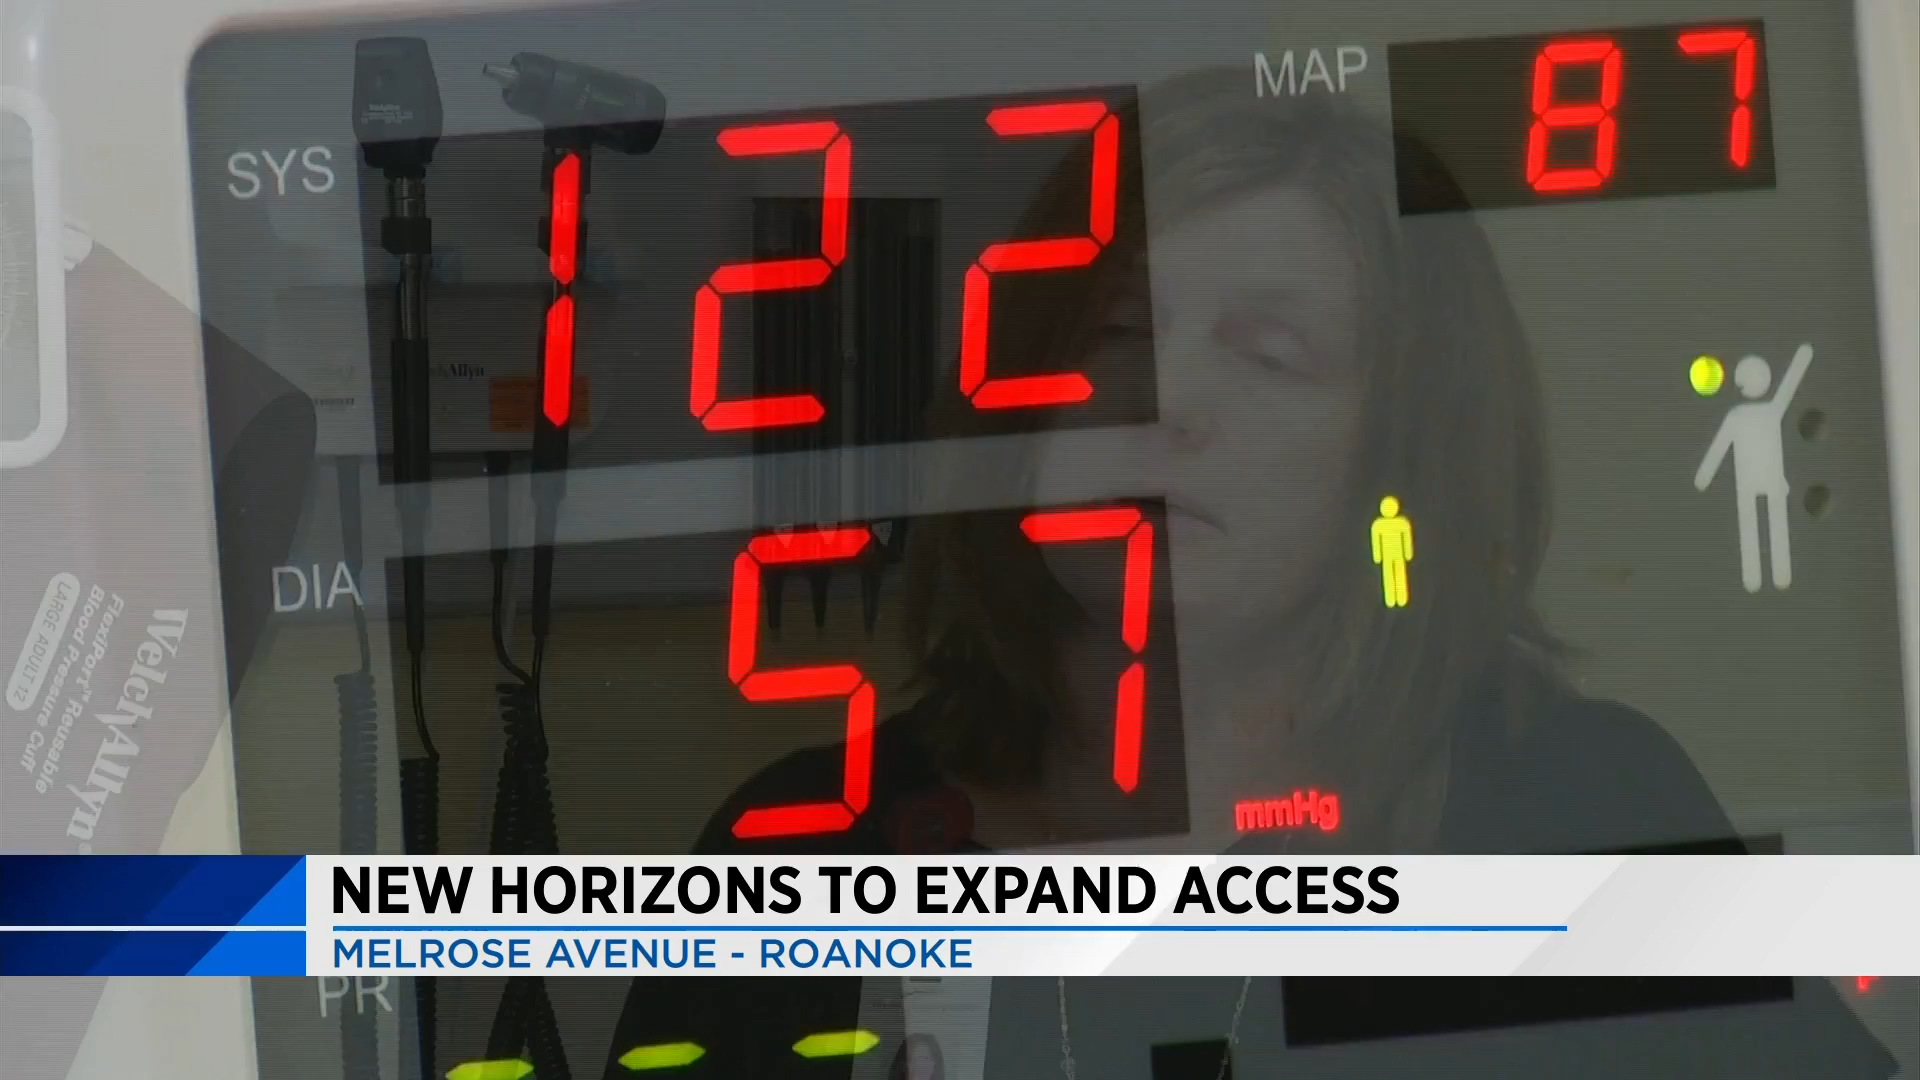 MAP
87
SYS
122
DIA
57
mmHg
WelchAllyn
FlexiPort™ Reusable
Blood Pressure Cuff
LARGE ADULT 12
NEW HORIZONS TO EXPAND ACCESS
MELROSE AVENUE - ROANOKE
PR